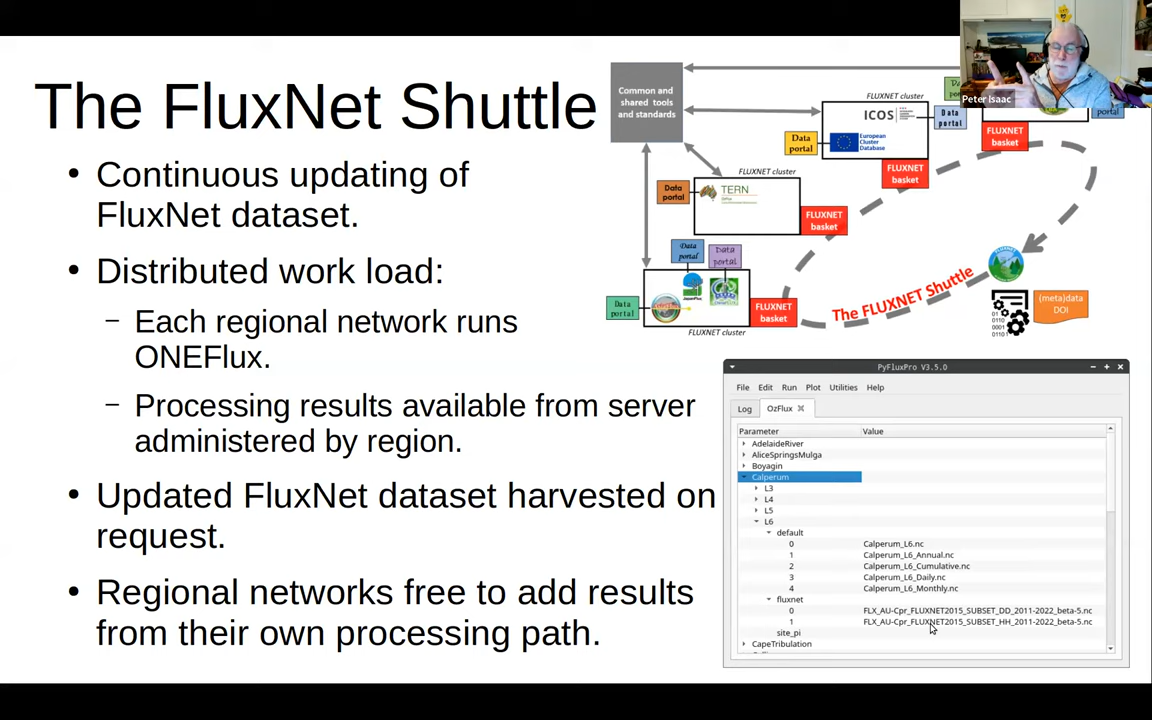 The FluxNet Shuttle
• Continuous updating of
FluxNet dataset.
• Distributed work load:
– Each regional network runs
ONEFlux.
– Processing results available from server
administered by region.
• Updated FluxNet dataset harvested on
request.
• Regional networks free to add results
from their own processing path.
Common and
shared tools
and standards
FLUXNET cluster
ICOS
European
Cluster
Database
Data
portal
Data
portal
FLUXNET
basket
FLUXNET
basket
portal
Peter Isaac
FLUXNET cluster
Data
portal
TERN
FLUXNET
basket
Data
portal
Data
portal
Data
portal
JapanFlux
FLUXNET
basket
FLUXNET cluster
The FLUXNET Shuttle
(meta)data
DOI
PyFluxPro V3.5.0
File Edit Run Plot Utilities Help
Log OzFlux
Parameter Value
AdelaideRiver
AliceSpringsMulga
Boyagin
Calperum
L3
L4
L5
L6
default
0 Calperum_L6.nc
1 Calperum_L6_Annual.nc
2 Calperum_L6_Cumulative.nc
3 Calperum_L6_Daily.nc
4 Calperum_L6_Monthly.nc
fluxnet
0 FLX_AU-Cpr_FLUXNET2015_SUBSET_DD_2011-2022_beta-5.nc
1 FLX_AU-Cpr_FLUXNET2015_SUBSET_HH_2011-2022_beta-5.nc
site_pi
CapeTribulation